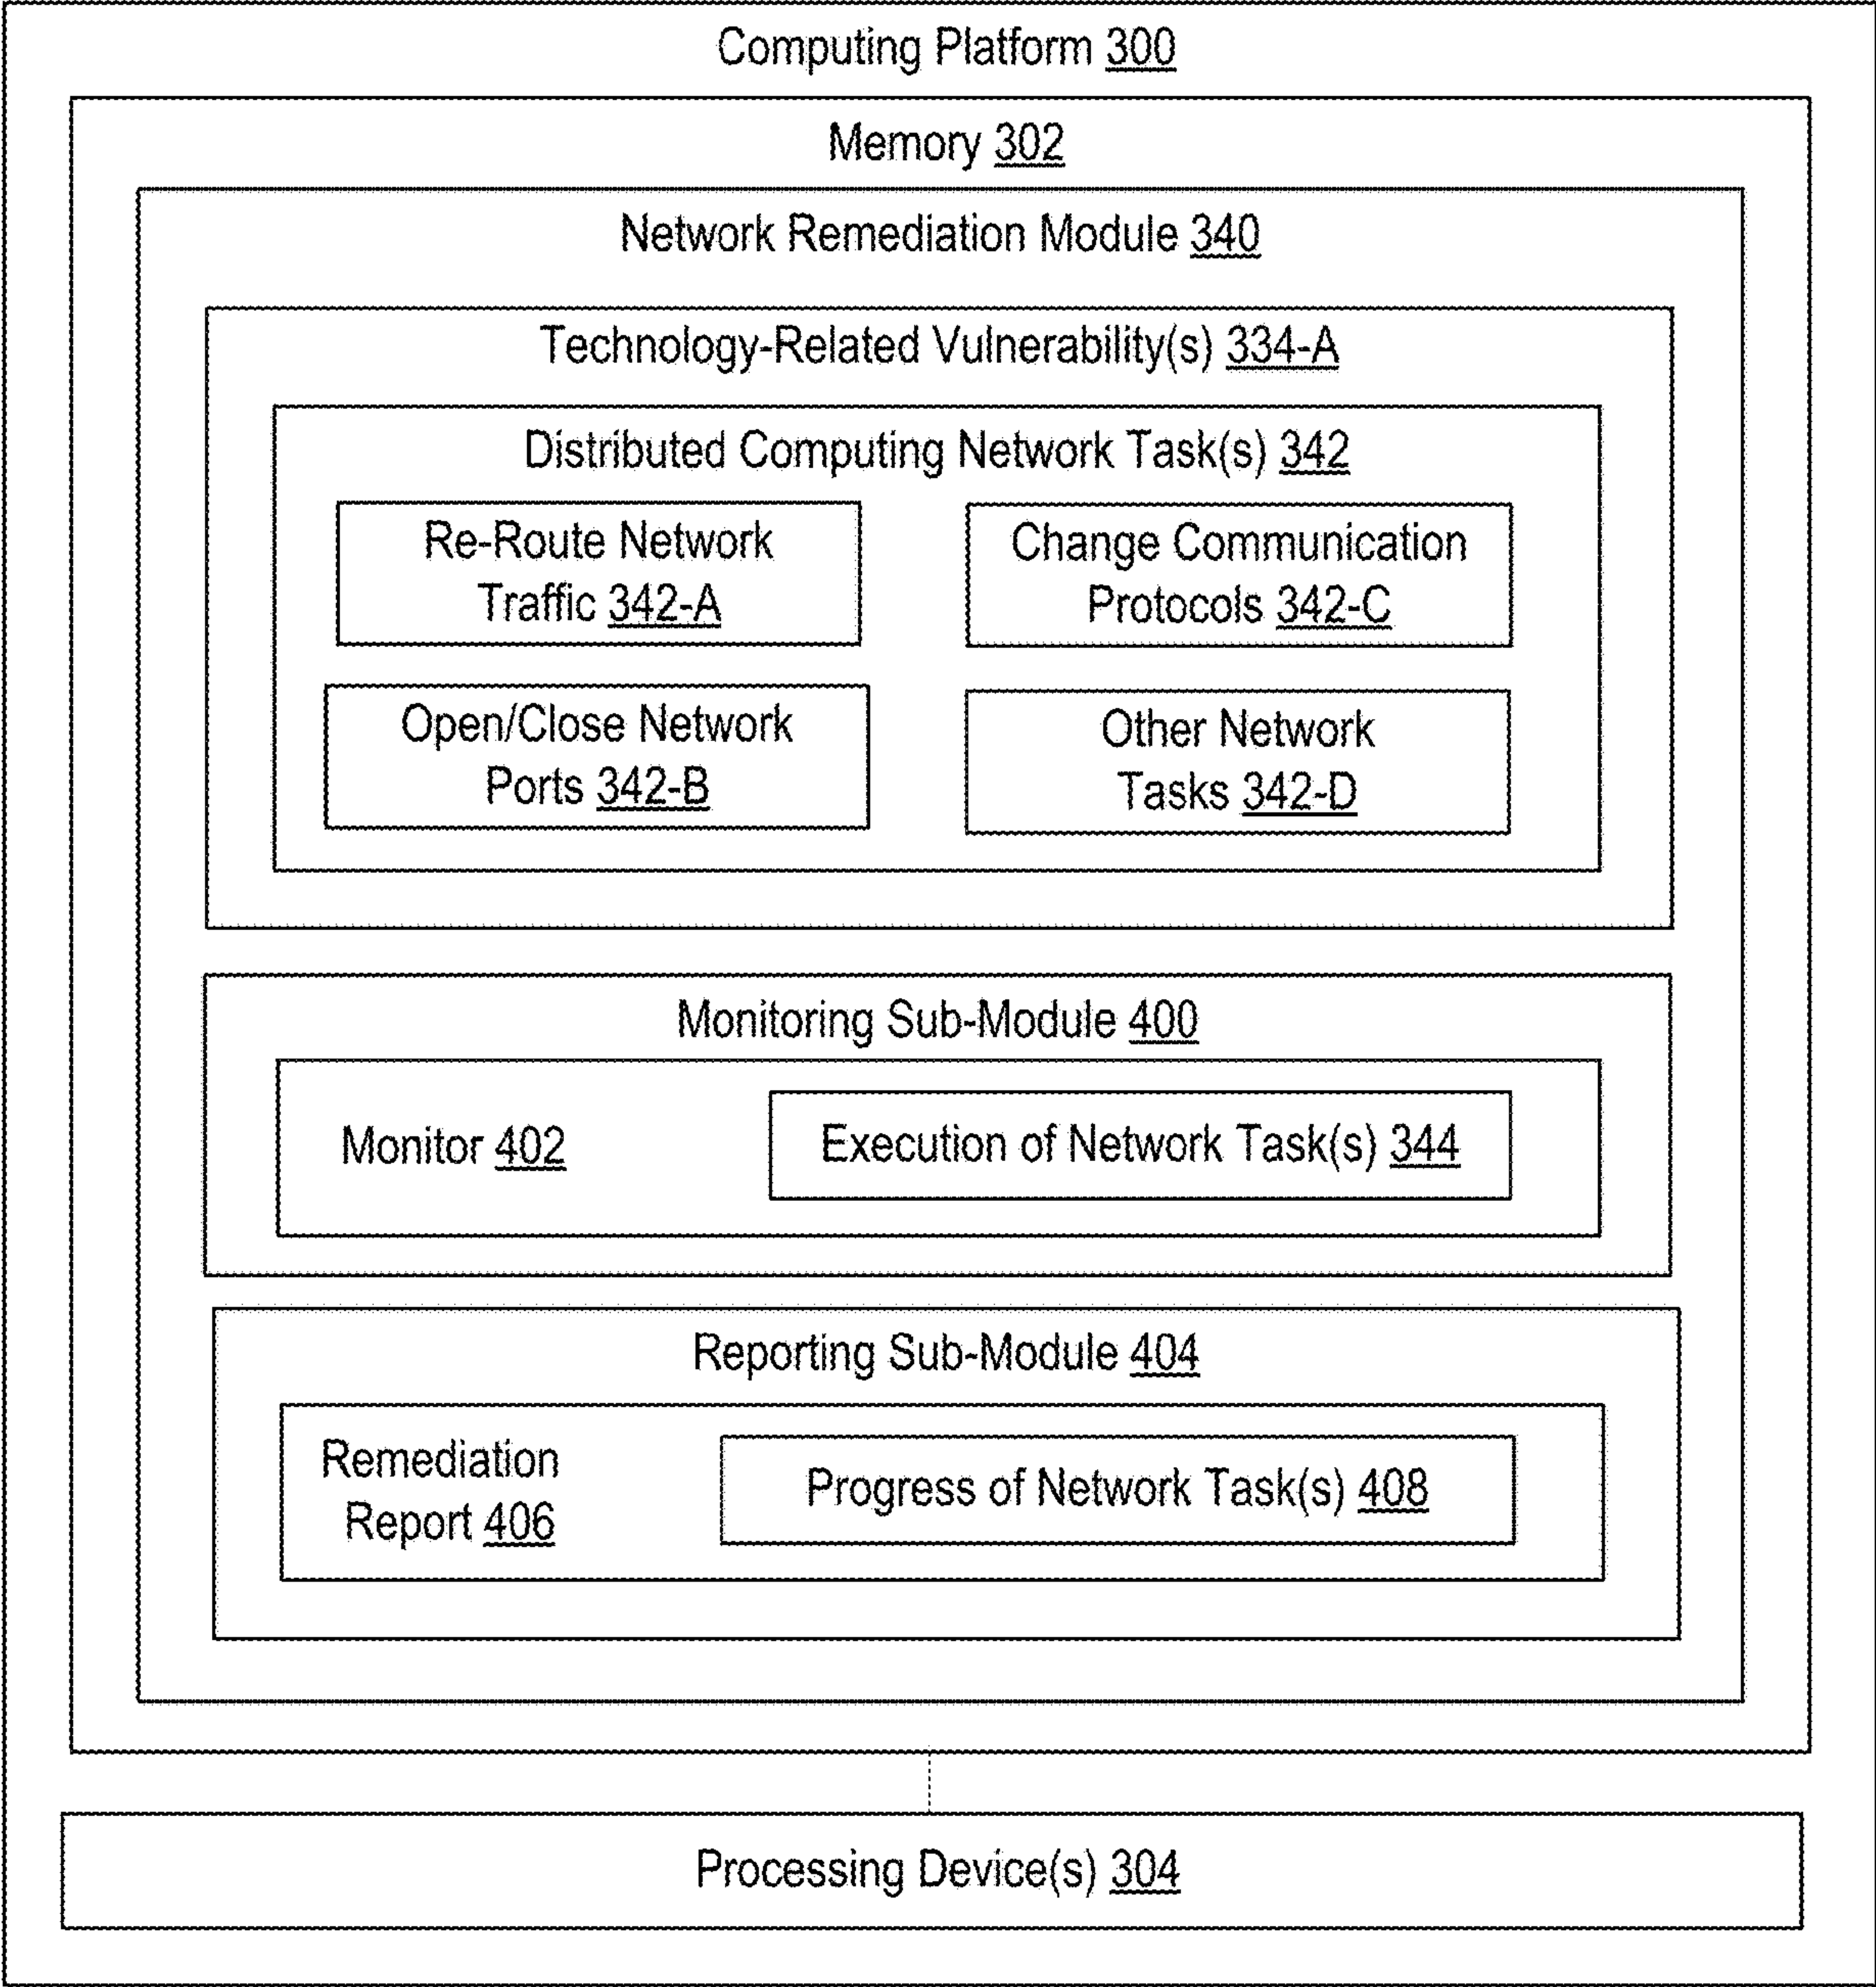 Computing Platform 300
Memory 302
Network Remediation Module 340
Technology-Related Vulnerability(s) 334-A
Distributed Computing Network Task(s) 342
Re-Route Network
Traffic 342-A
Change Communication
Protocols 342-C
Open/Close Network
Ports 342-B
Other Network
Tasks 342-D
Monitoring Sub-Module 400
Monitor 402
Execution of Network Task(s) 344
Reporting Sub-Module 404
Remediation
Report 406
Progress of Network Task(s) 408
Processing Device(s) 304